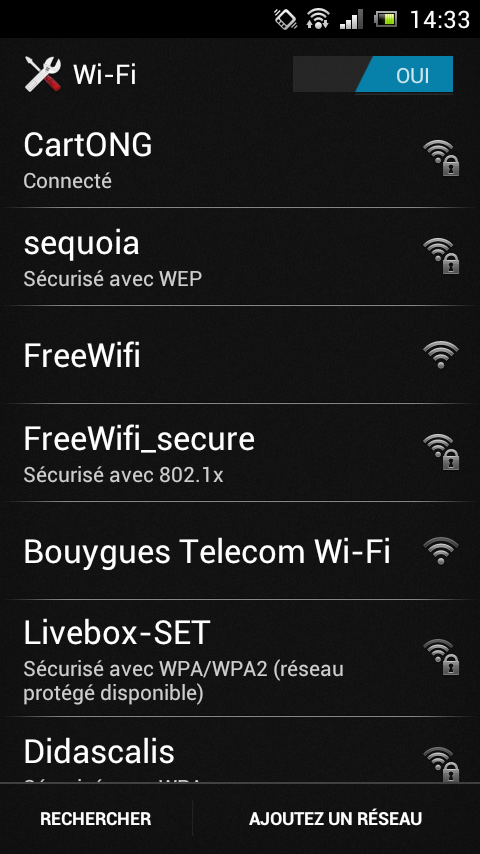 14:33
Wi-Fi
OUI
CartONG
Connecté
sequoia
Sécurisé avec WEP
FreeWifi
FreeWifi_secure
Sécurisé avec 802.1x
Bouygues Telecom Wi-Fi
Livebox-SET
Sécurisé avec WPA/WPA2 (réseau
protégé disponible)
Didascalis
RECHERCHER
AJOUTEZ UN RÉSEAU